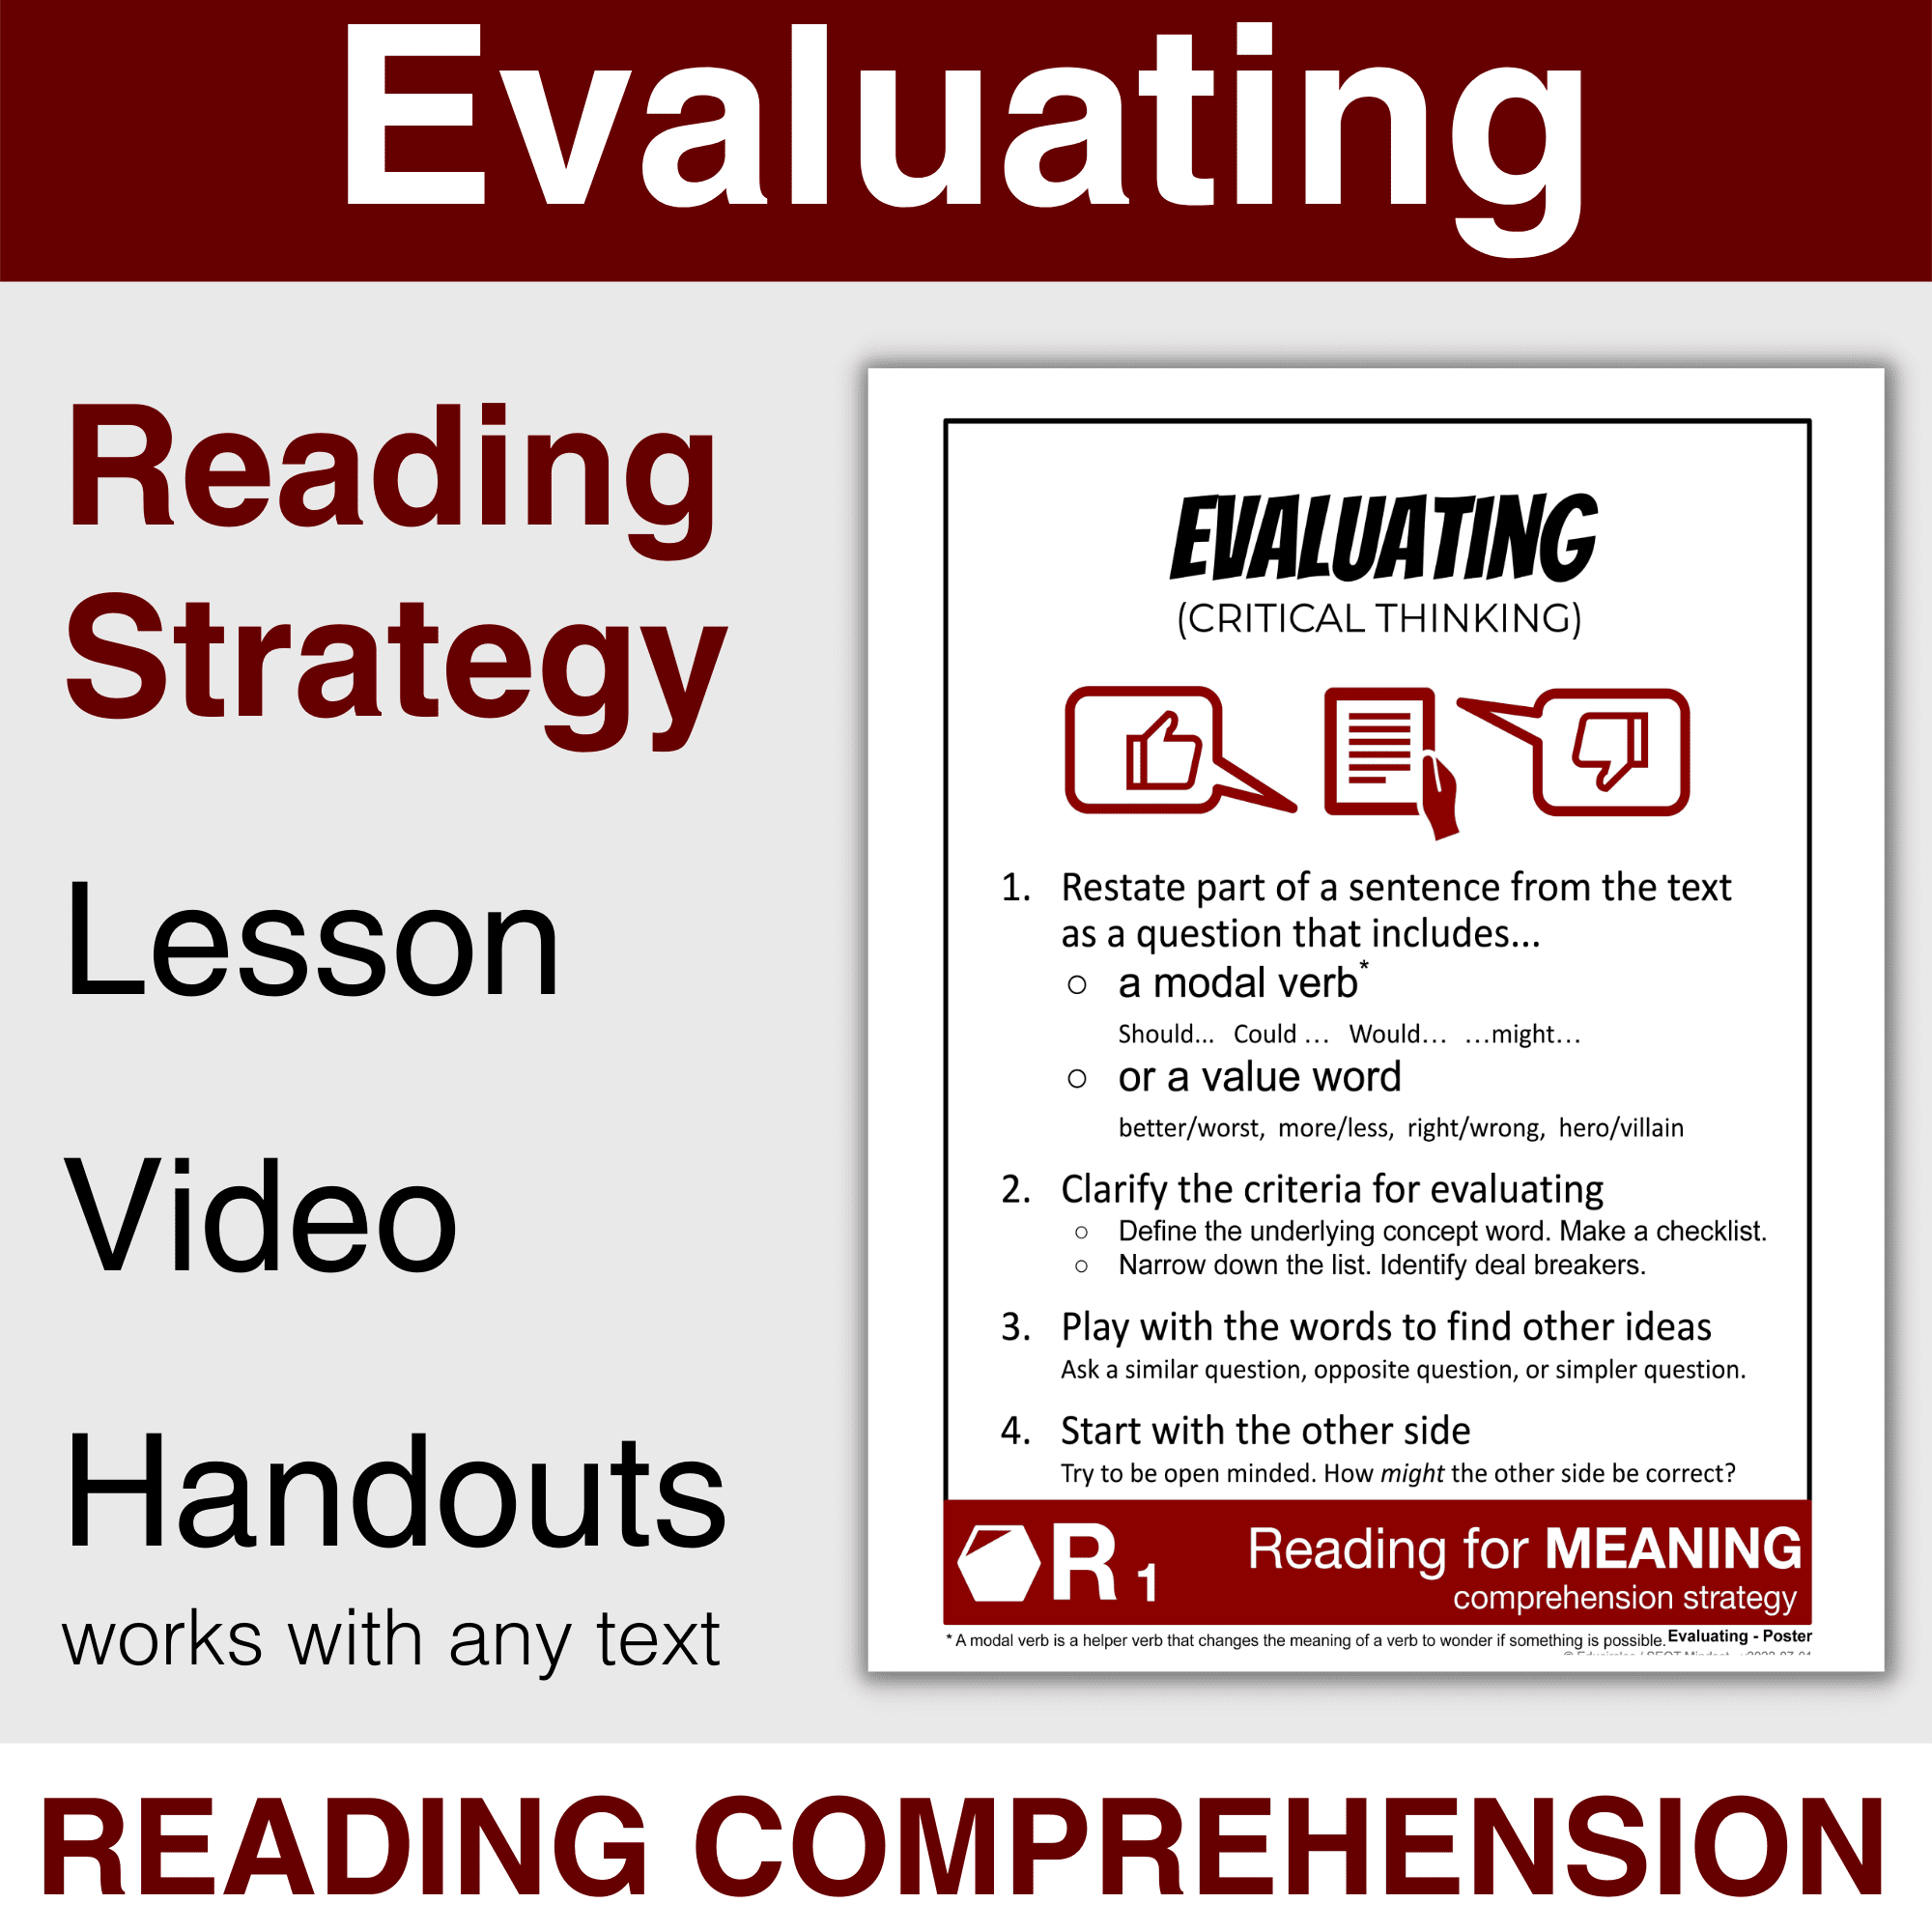 Evaluating
Reading
Strategy
Lesson
Video
Handouts
works with any text
EVALUATING
(CRITICAL THINKING)
1. Restate part of a sentence from the text
as a question that includes...
○ a modal verb*
Should... Could ... Would... ...might...
○ or a value word
better/worst, more/less, right/wrong, hero/villain
2. Clarify the criteria for evaluating
○ Define the underlying concept word. Make a checklist.
○ Narrow down the list. Identify deal breakers.
3. Play with the words to find other ideas
Ask a similar question, opposite question, or simpler question.
4. Start with the other side
Try to be open minded. How might the other side be correct?
R 1
Reading for MEANING
comprehension strategy
* A modal verb is a helper verb that changes the meaning of a verb to wonder if something is possible. Evaluating - Poster
READING COMPREHENSION